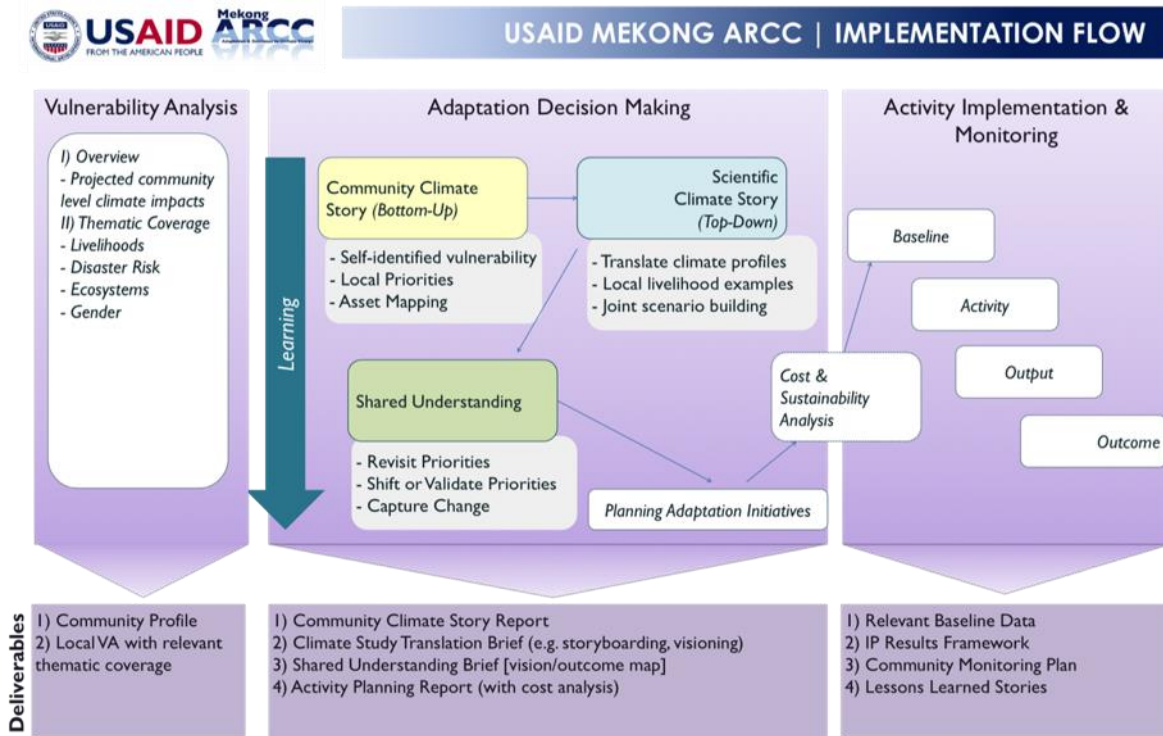 USAID
FROM THE AMERICAN PEOPLE
Mekong
ARCC
USAID MEKONG ARCC | IMPLEMENTATION FLOW
Vulnerability Analysis
I) Overview
- Projected community
level climate impacts
II) Thematic Coverage
- Livelihoods
- Disaster Risk
- Ecosystems
- Gender
Adaptation Decision Making
Learning
Community Climate
Story (Bottom-Up)
- Self-identified vulnerability
- Local Priorities
- Asset Mapping
Scientific
Climate Story
(Top-Down)
- Translate climate profiles
- Local livelihood examples
- Joint scenario building
Shared Understanding
- Revisit Priorities
- Shift or Validate Priorities
- Capture Change
Planning Adaptation Initiatives
Cost &
Sustainability
Analysis
Activity Implementation &
Monitoring
Baseline
Activity
Output
Outcome
Deliverables
1) Community Profile
2) Local VA with relevant
thematic coverage
1) Community Climate Story Report
2) Climate Study Translation Brief (e.g. storyboarding, visioning)
3) Shared Understanding Brief [vision/outcome map]
4) Activity Planning Report (with cost analysis)
1) Relevant Baseline Data
2) IP Results Framework
3) Community Monitoring Plan
4) Lessons Learned Stories